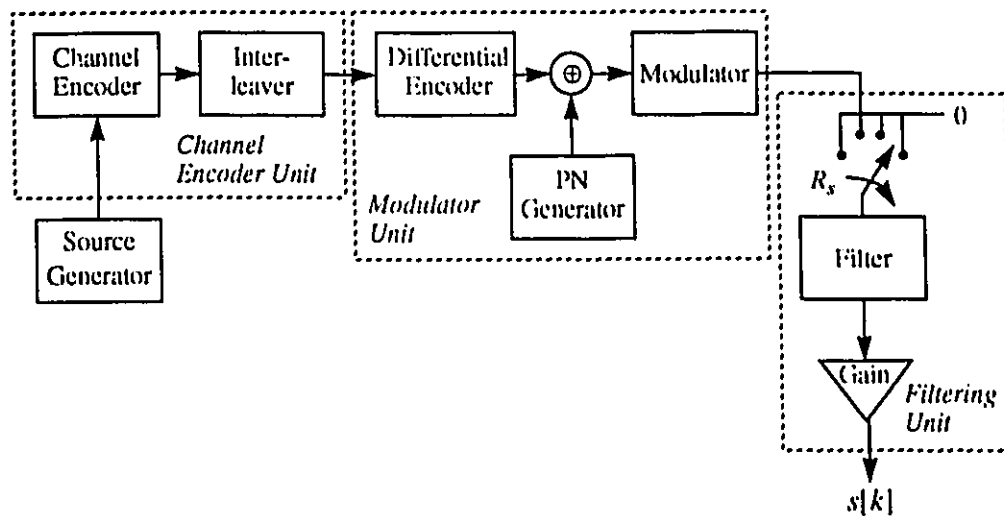 Channel
Encoder
Inter-
leaver
Channel
Encoder Unit
Source
Generator
Differential
Encoder
⊕
Modulator
PN
Generator
Modulator
Unit
0
R_s
Filter
Gain
Filtering
Unit
s[k]